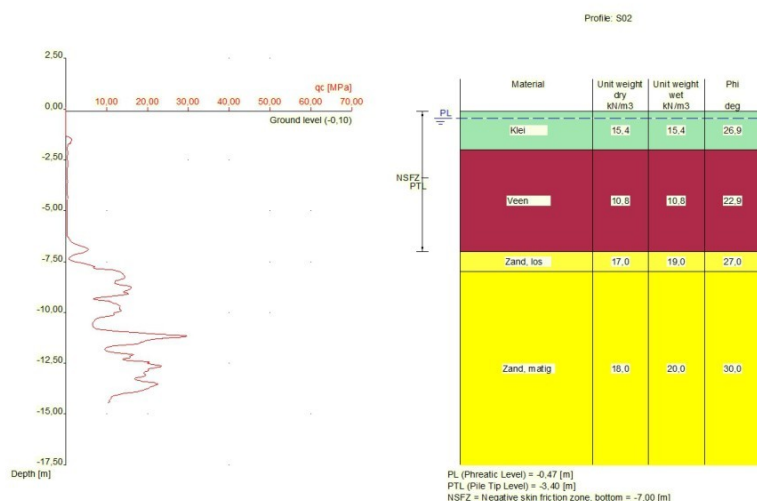 Profile: S02
2,50
qc [MPa]
0,00
10,00 20,00 30,00 40,00 50,00 60,00 70,00
Ground level (-0,10)
-2,50
-5,00
-7,50
-10,00
-12,50
-15,00
-17,50
Depth [m]
Material
Unit weight
dry
kN/m3
Unit weight
wet
kN/m3
Phi
deg
PL
NSFZ
PTL
Klei 15,4 15,4 26,9
Veen 10,8 10,8 22,9
Zand, los 17,0 19,0 27,0
Zand, matig 18,0 20,0 30,0
PL (Phreatic Level) = -0,47 [m]
PTL (Pile Tip Level) = -3,40 [m]
NSFZ = Negative skin friction zone, bottom = -7,00 [m]